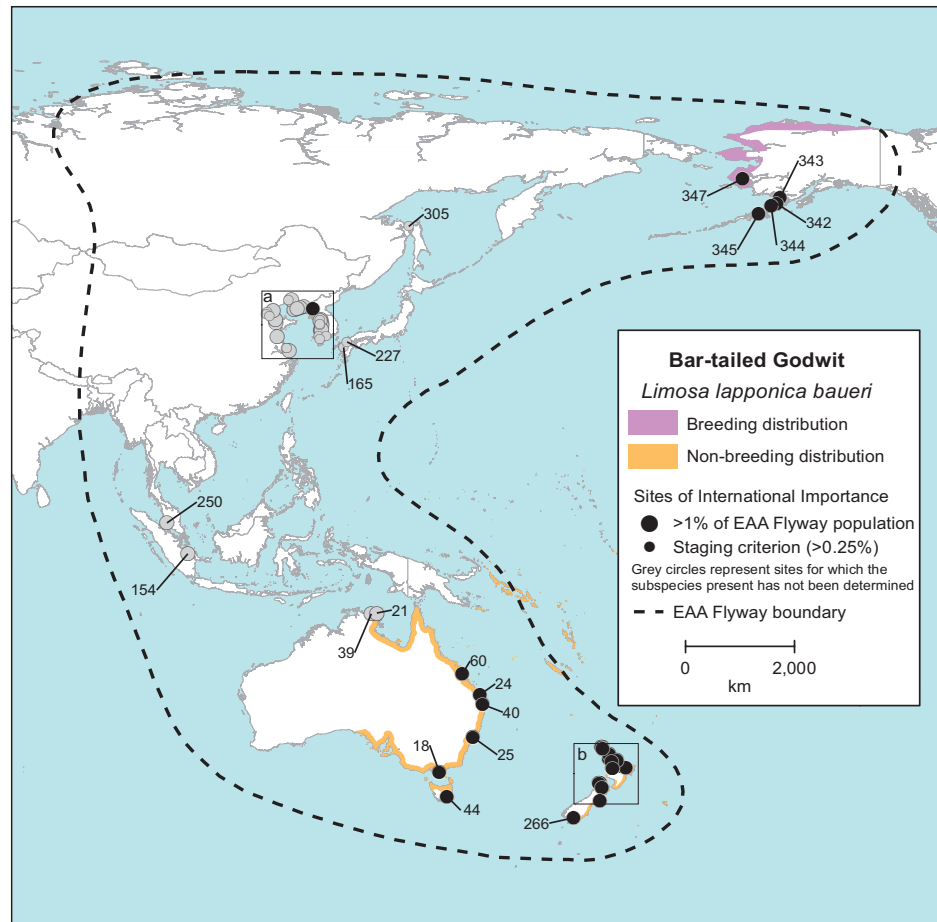 343
347
305
342
345
344
a
227
165
Bar-tailed Godwit
Limosa lapponica baueri
Breeding distribution
Non-breeding distribution
Sites of International Importance
>1% of EAA Flyway population
Staging criterion (>0.25%)
Grey circles represent sites for which the
subspecies present has not been determined
EAA Flyway boundary
0 2,000
km
250
154
21
39
60
24
40
25
18
b
44
266